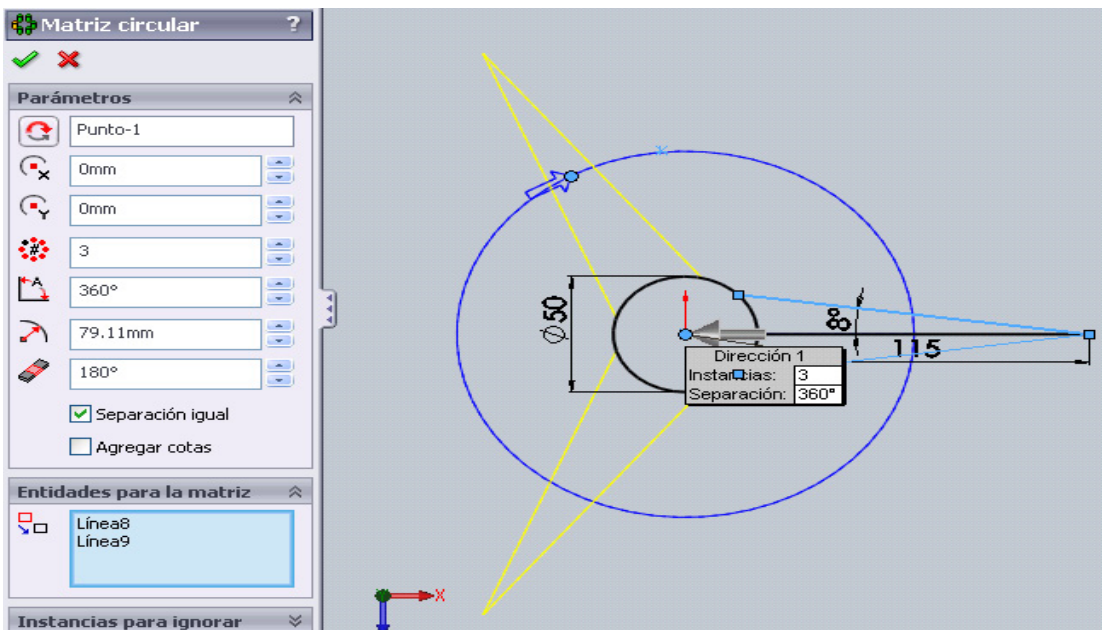 Matriz circular ?
Parámetros
Punto-1
0mm
0mm
3
360°
79.11mm
180°
Separación igual
Agregar cotas
Entidades para la matriz
Línea8
Línea9
Instancias para ignorar
Ø50
8°
115
Dirección 1
Instancias: 3
Separación: 360°
X